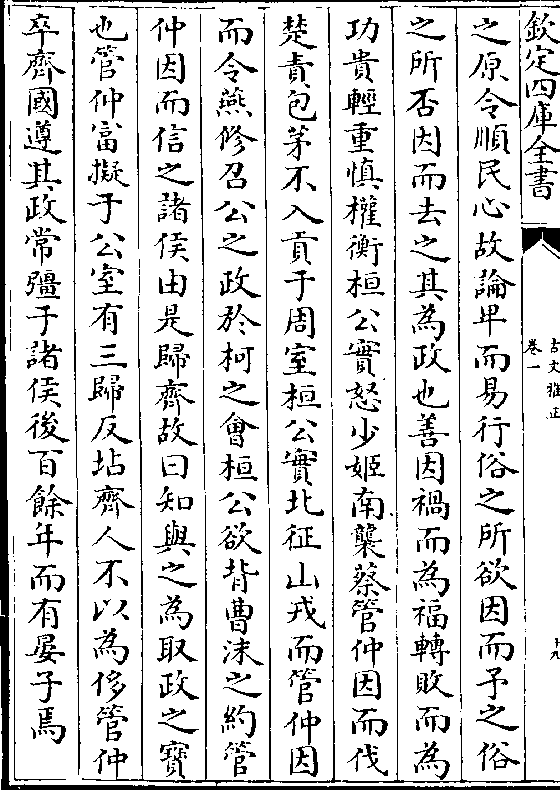 欽定四庫全書
古文雅正
卷一
十九
之原令順民心故論卑而易行俗之所欲因而予之俗
之所否因而去之其為政也善因禍而為福轉敗而為
功貴輕重慎權衡桓公實怒少姬南襲蔡管仲因而伐
楚責包茅不入貢于周室桓公實北征山戎而管仲因
而令燕修召公之政於柯之會桓公欲背曹沫之約管
仲因而信之諸侯由是歸齊故曰知與之為取政之寶
也管仲富擬于公室有三歸反坫齊人不以為侈管仲
卒齊國遵其政常彊于諸侯後百餘年而有晏子焉